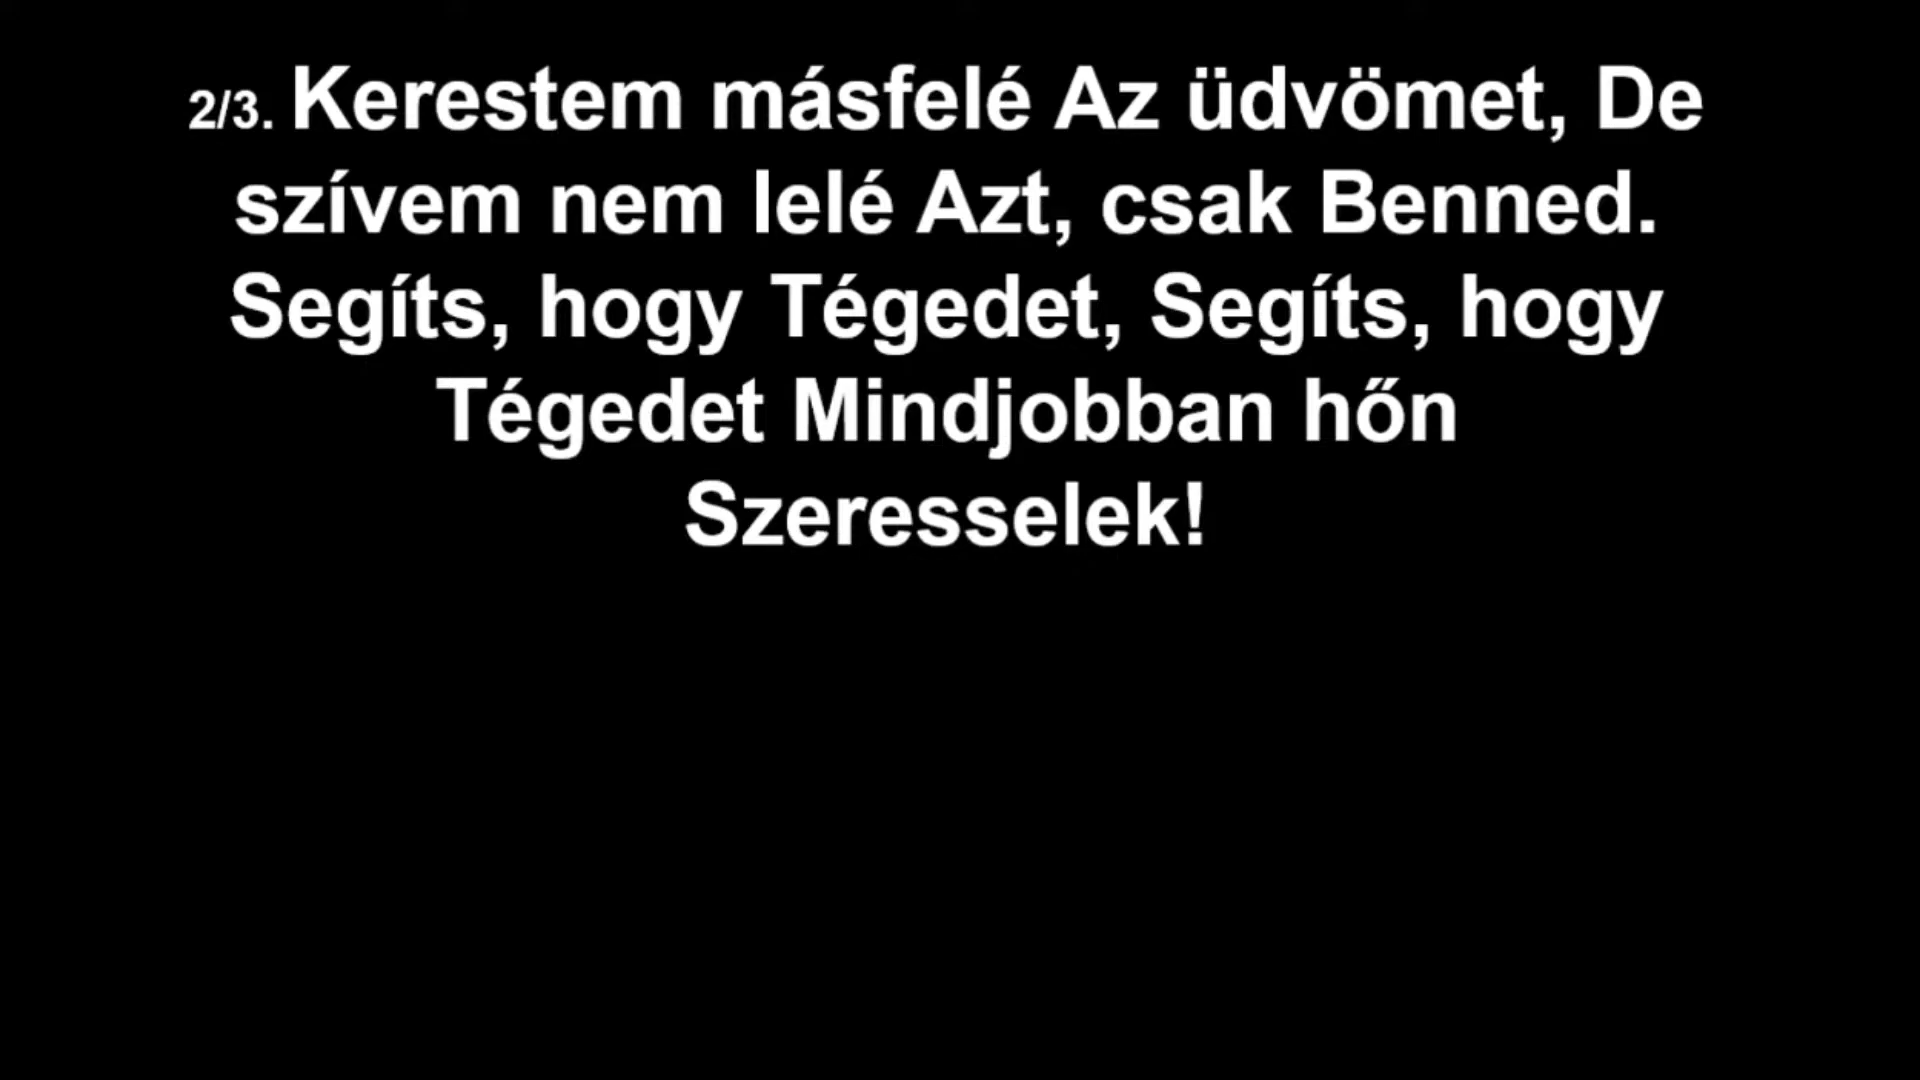 2/3. Kerestem másfelé Az üdvömet, De
szívem nem lelé Azt, csak Benned.
Segíts, hogy Tégedet, Segíts, hogy
Tégedet Mindjobban hőn
Szeresselek!